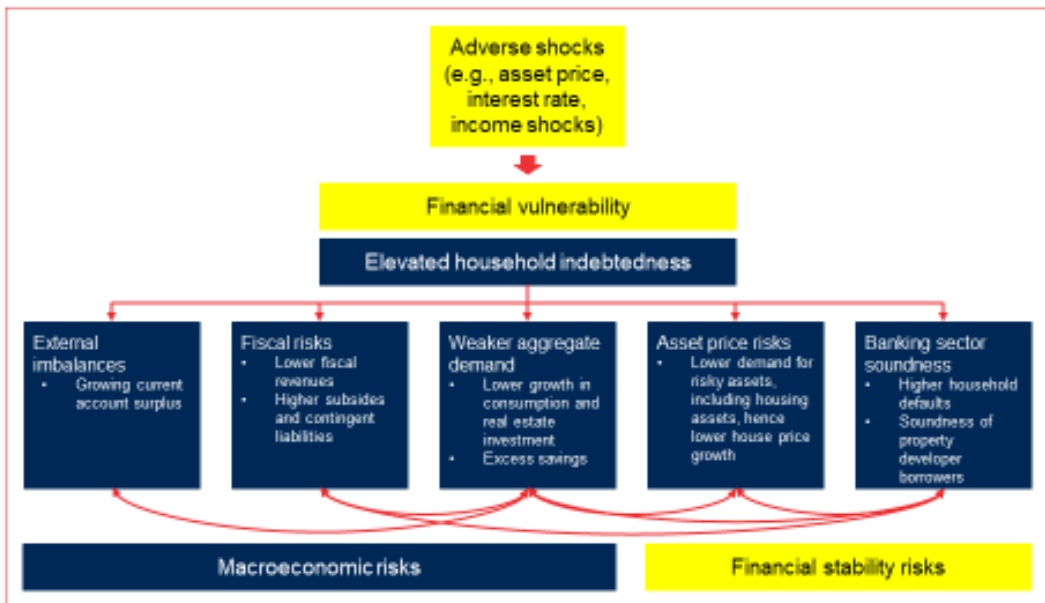 Adverse shocks
(e.g., asset price,
interest rate,
income shocks)
Financial vulnerability
Elevated household indebtedness
External
imbalances
• Growing current
account surplus
Fiscal risks
• Lower fiscal
revenues
• Higher subsides
and contingent
liabilities
Weaker aggregate
demand
• Lower growth in
consumption and
real estate
investment
• Excess savings
Asset price risks
• Lower demand for
risky assets,
including housing
assets, hence
lower house price
growth
Banking sector
soundness
• Higher household
defaults
• Soundness of
property
developer
borrowers
Macroeconomic risks
Financial stability risks